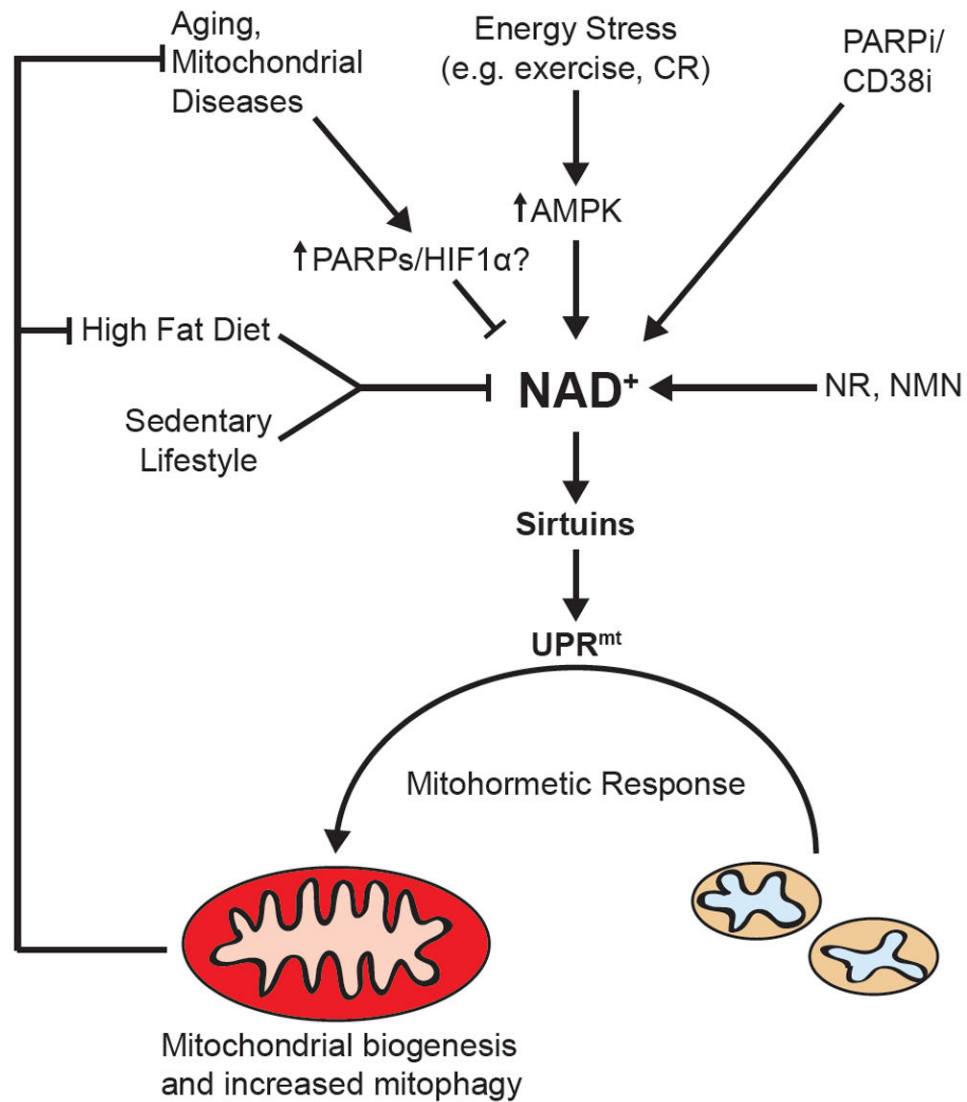 Aging,
Mitochondrial
Diseases
Energy Stress
(e.g. exercise, CR)
PARPi/
CD38i
↑AMPK
↑PARPs/HIF1α?
High Fat Diet
Sedentary
Lifestyle
NAD⁺
NR, NMN
Sirtuins
UPRᵐᵗ
Mitohormetic Response
Mitochondrial biogenesis
and increased mitophagy